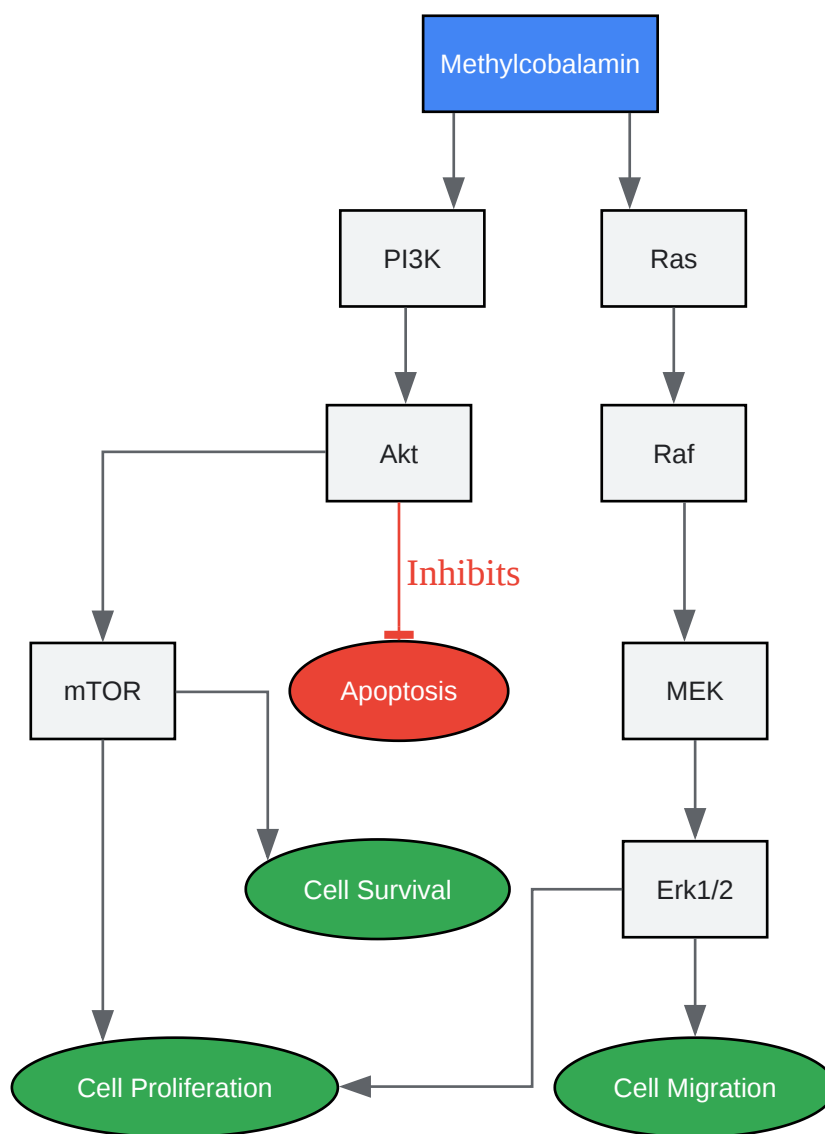 Methylcobalamin
PI3K
Ras
Akt
Raf
Inhibits
mTOR
Apoptosis
MEK
Cell Survival
Erk1/2
Cell Proliferation
Cell Migration